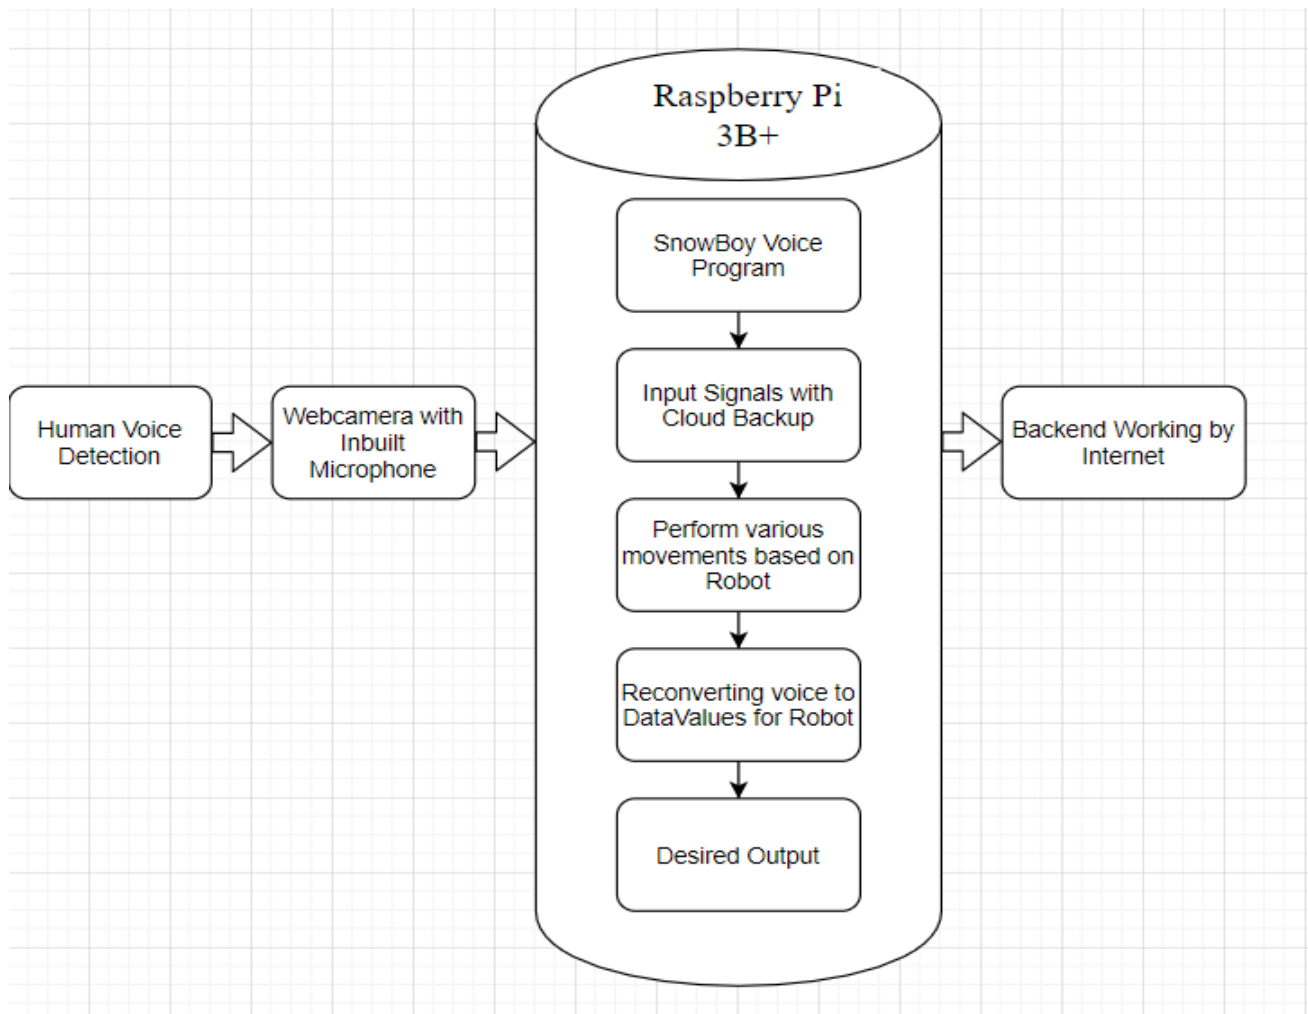 Raspberry Pi
3B+
SnowBoy Voice
Program
Input Signals with
Cloud Backup
Human Voice
Detection
Webcamera with
Inbuilt
Microphone
Backend Working by
Internet
Perform various
movements based on
Robot
Reconverting voice to
DataValues for Robot
Desired Output